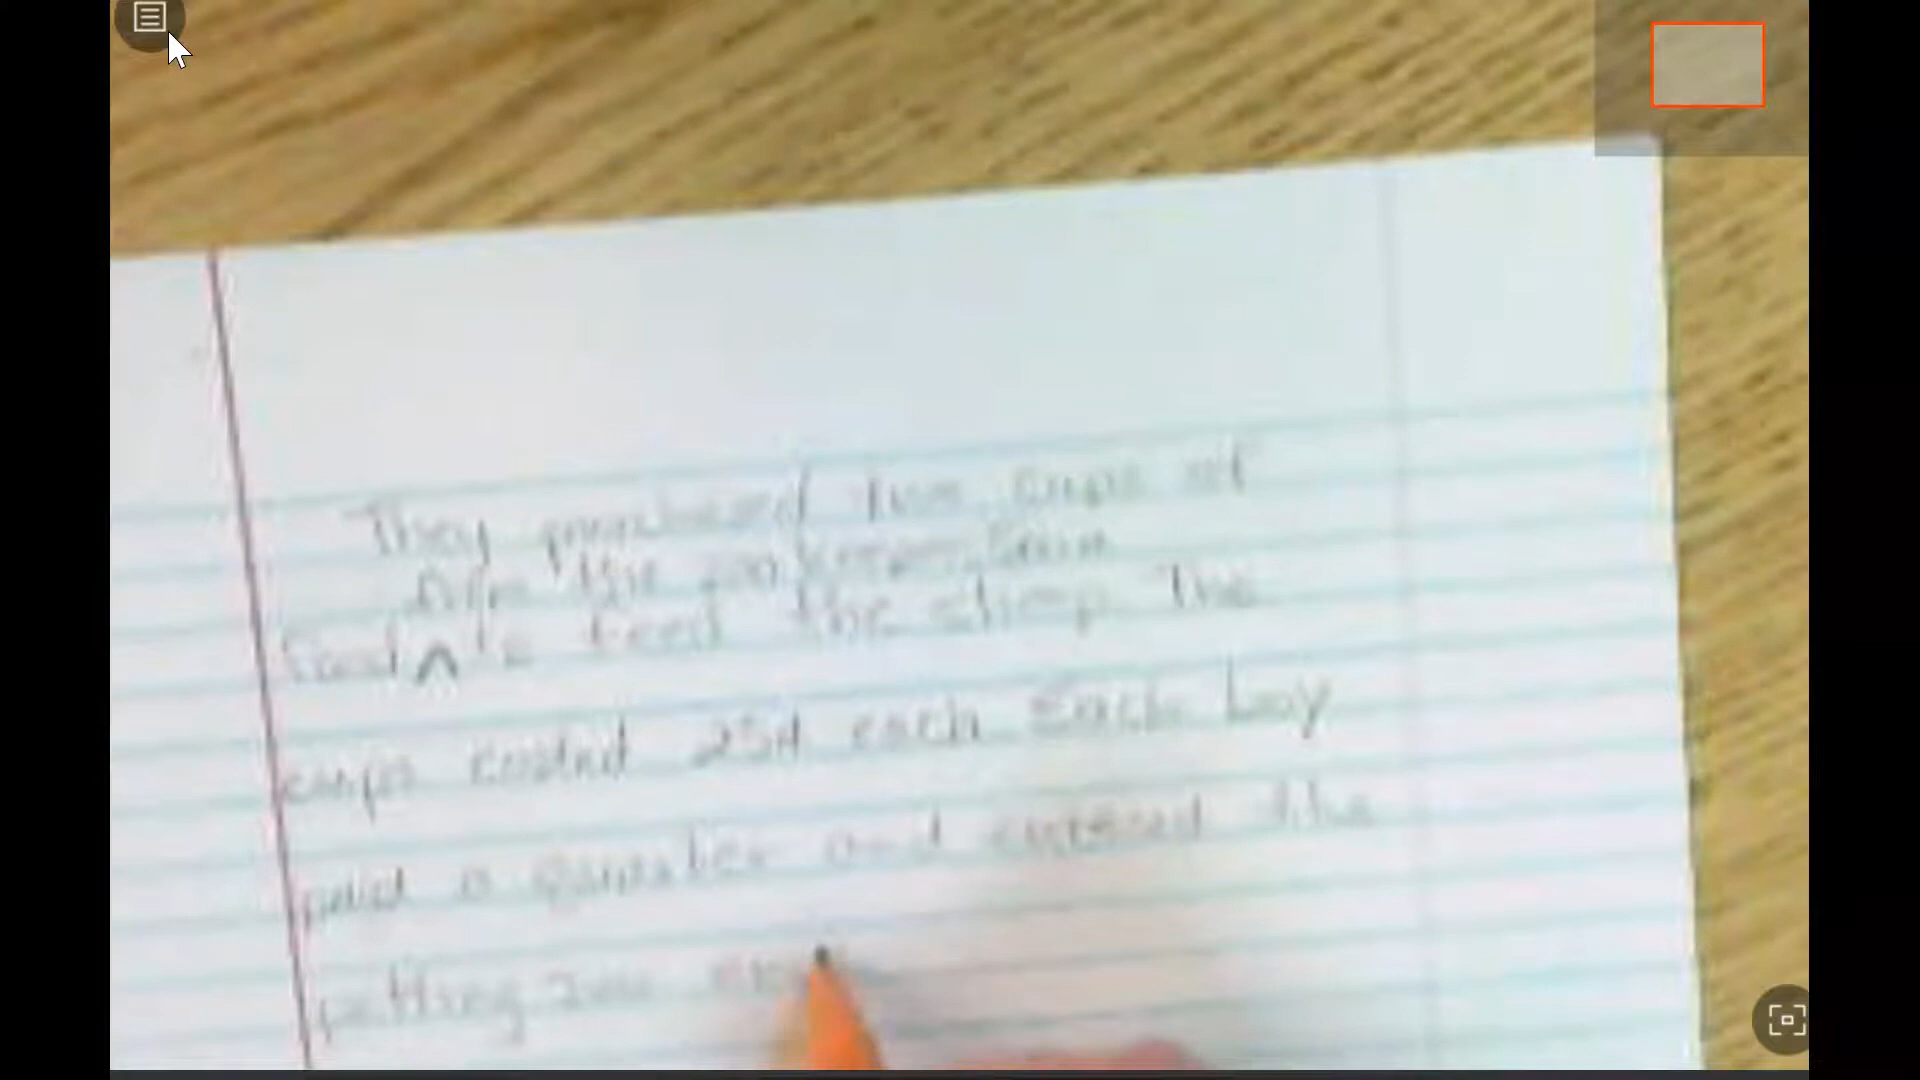 They purchased two cups of
the zoo
food ^ to feed the The
cups costed 25¢ each Each boy
paid a quarter and entered the
petting zoo